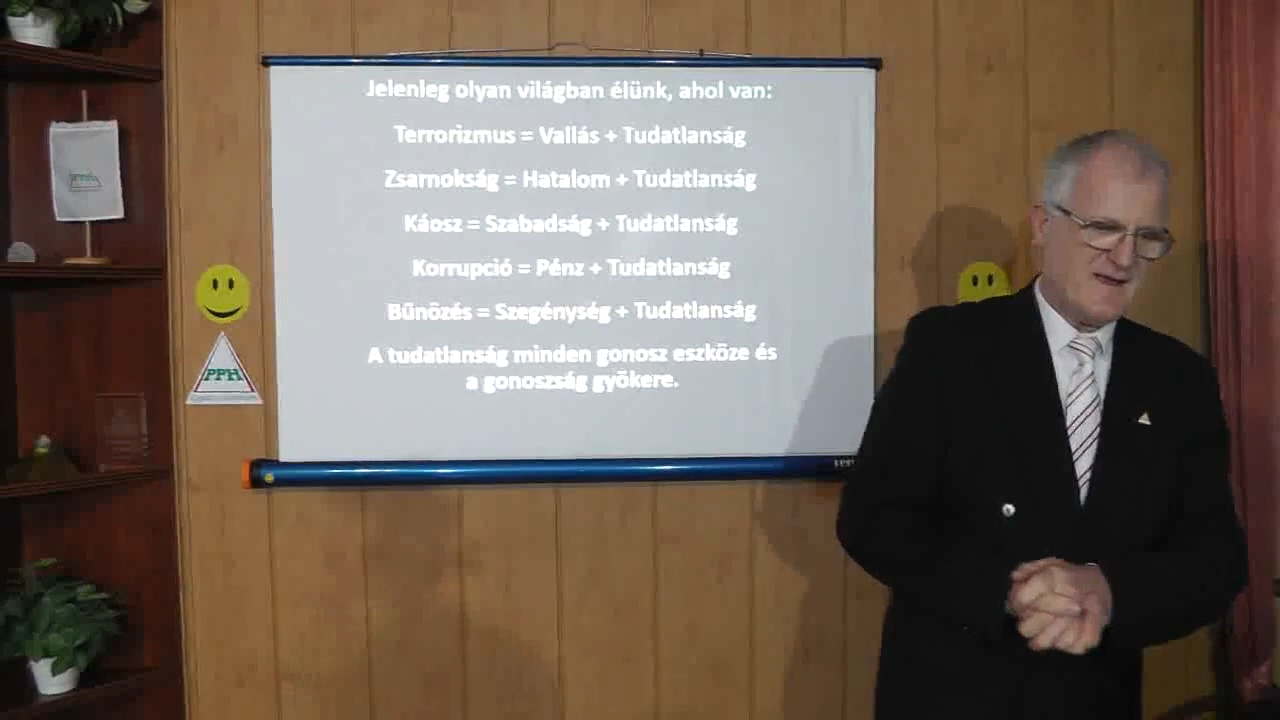 Jelenleg olyan világban élünk, ahol van:
Terrorizmus = Vallás + Tudatlanság
Zsarnokság = Hatalom + Tudatlanság
Káosz = Szabadság + Tudatlanság
Korrupció = Pénz + Tudatlanság
Bűnözés = Szegénység + Tudatlanság
A tudatlanság minden gonosz eszköze és
a gonoszság gyökere.
PPH
PPH